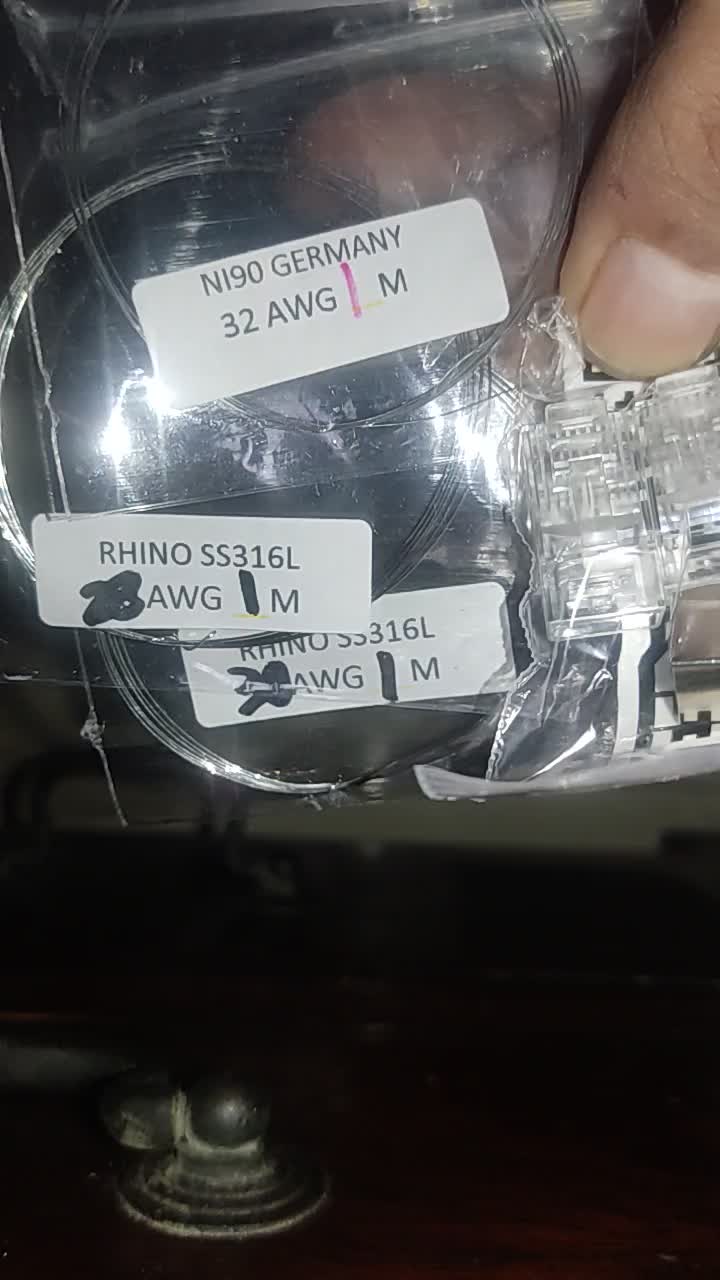 NI90 GERMANY
32 AWG 1 M
RHINO SS316L
AWG 1 M
RHINO SS316L
AWG 1 M